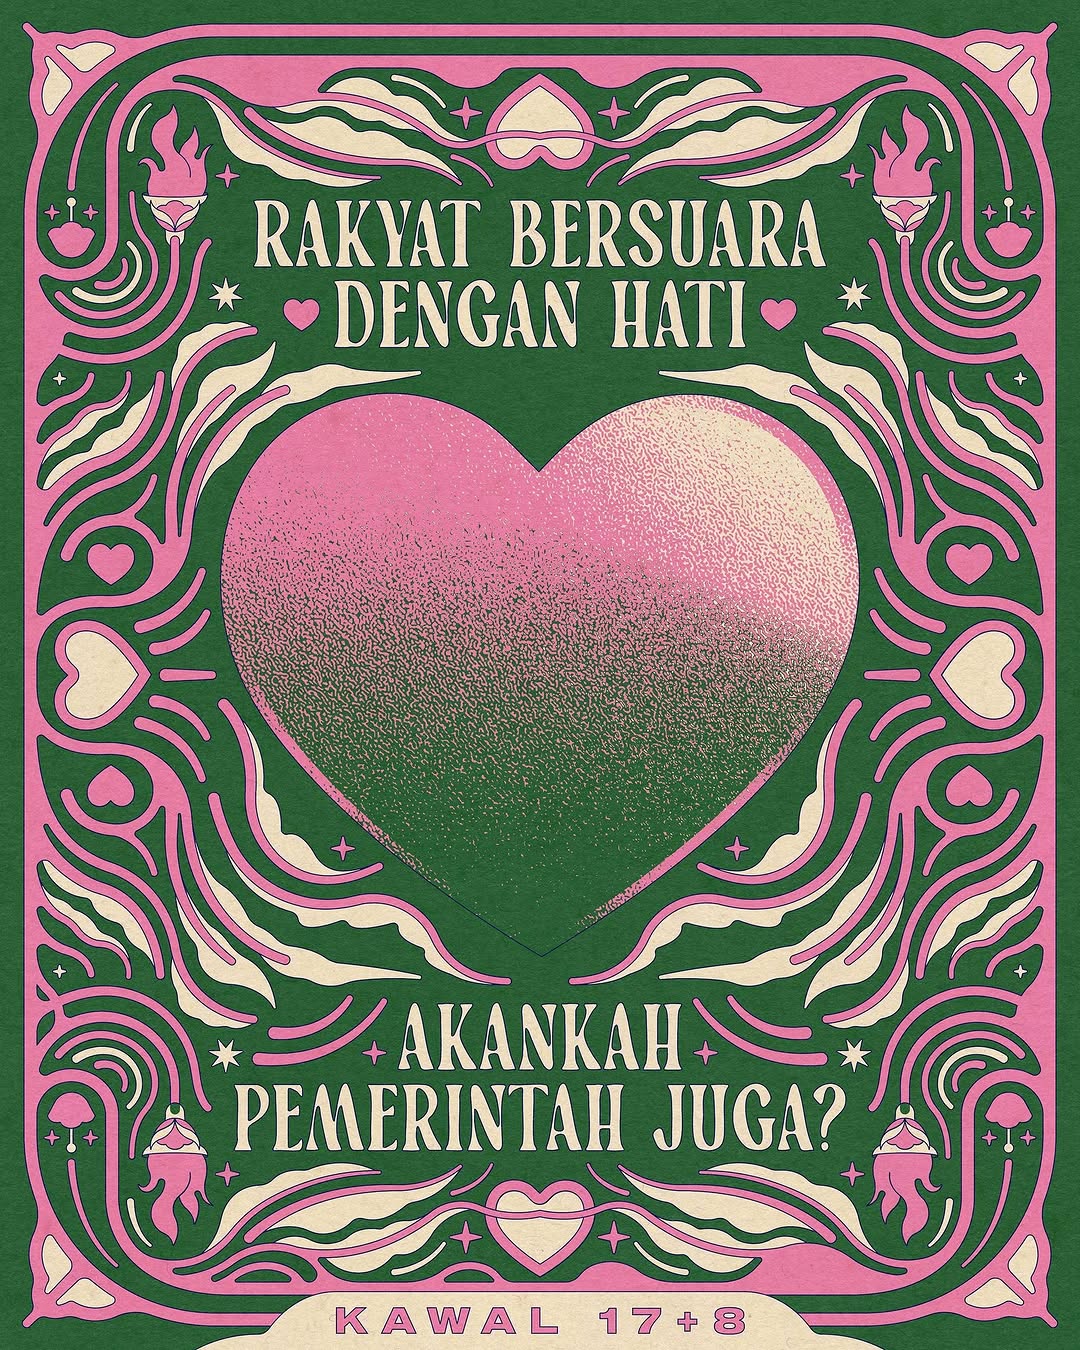 RAKYAT BERSUARA
DENGAN HATI
AKANKAH
PEMERINTAH JUGA?
KAWAL 17+8